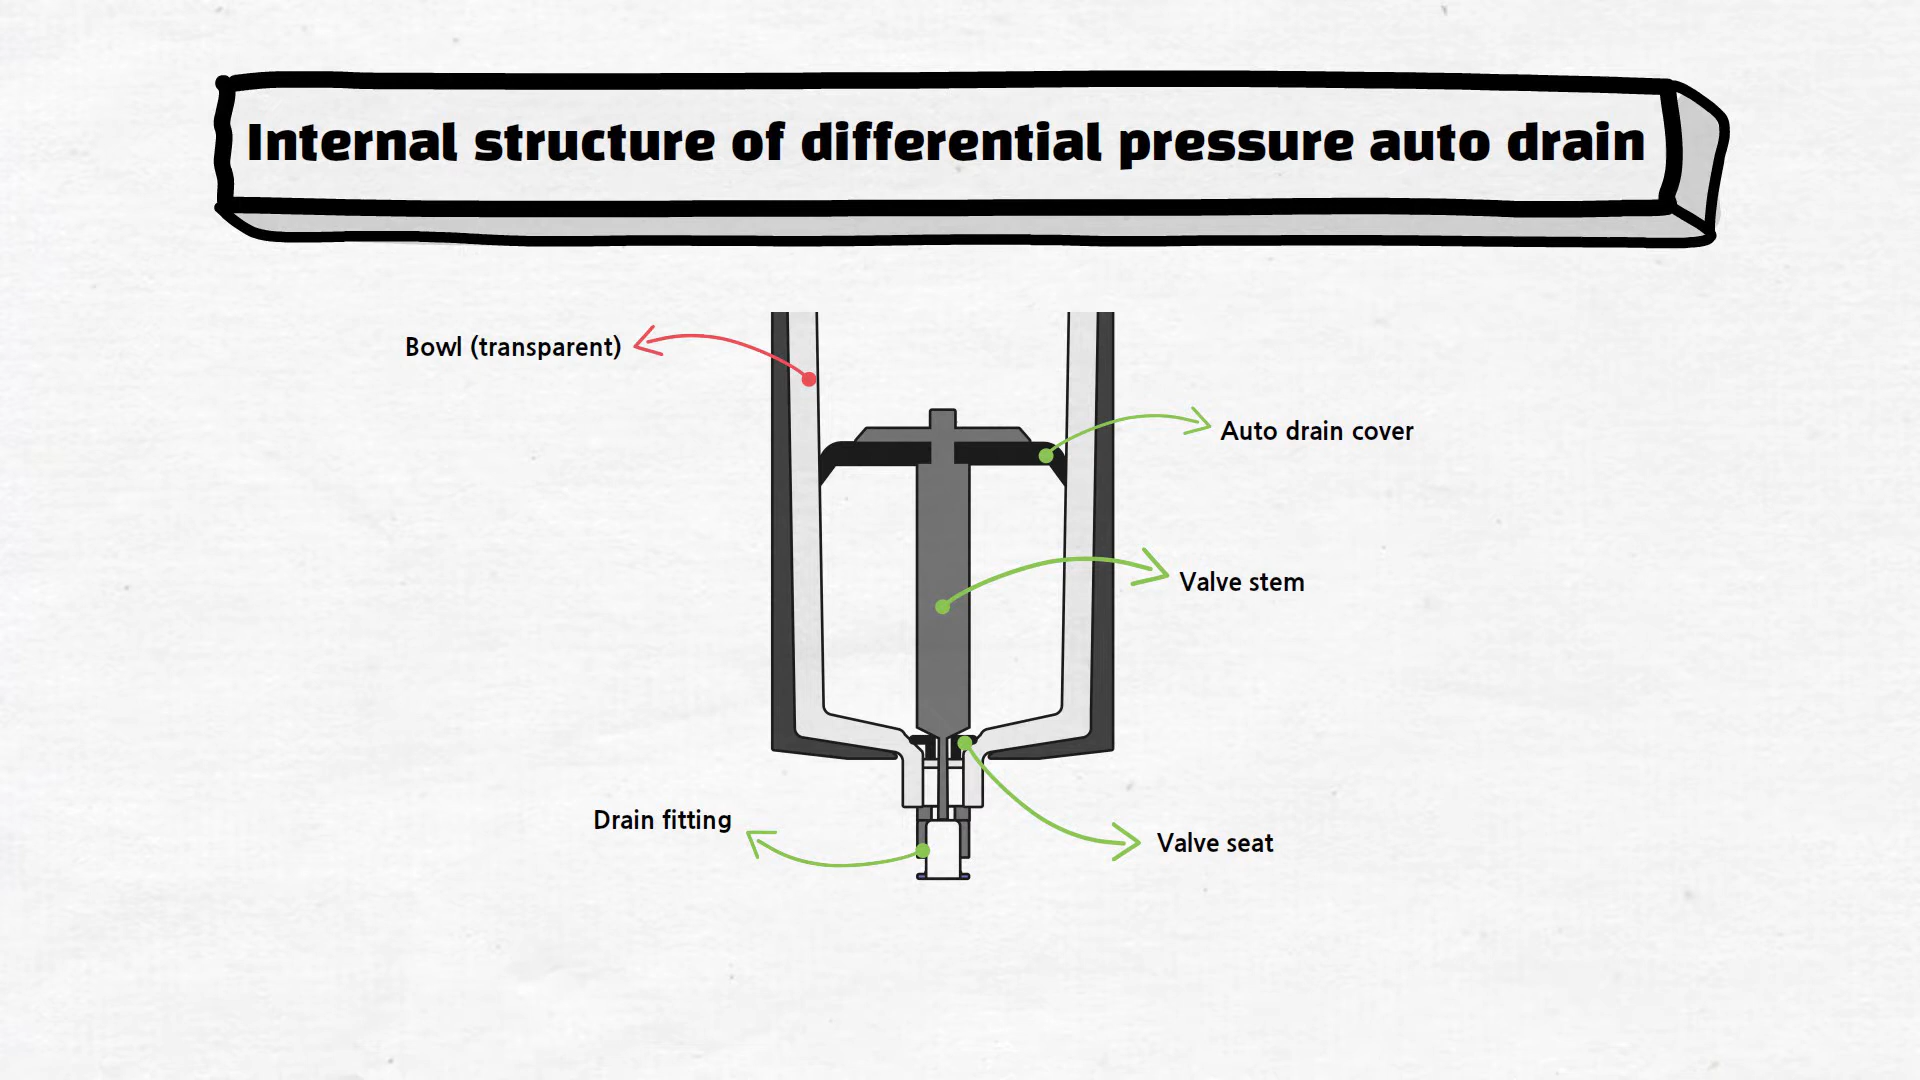 Internal structure of differential pressure auto drain
Bowl (transparent)
Auto drain cover
Valve stem
Drain fitting
Valve seat